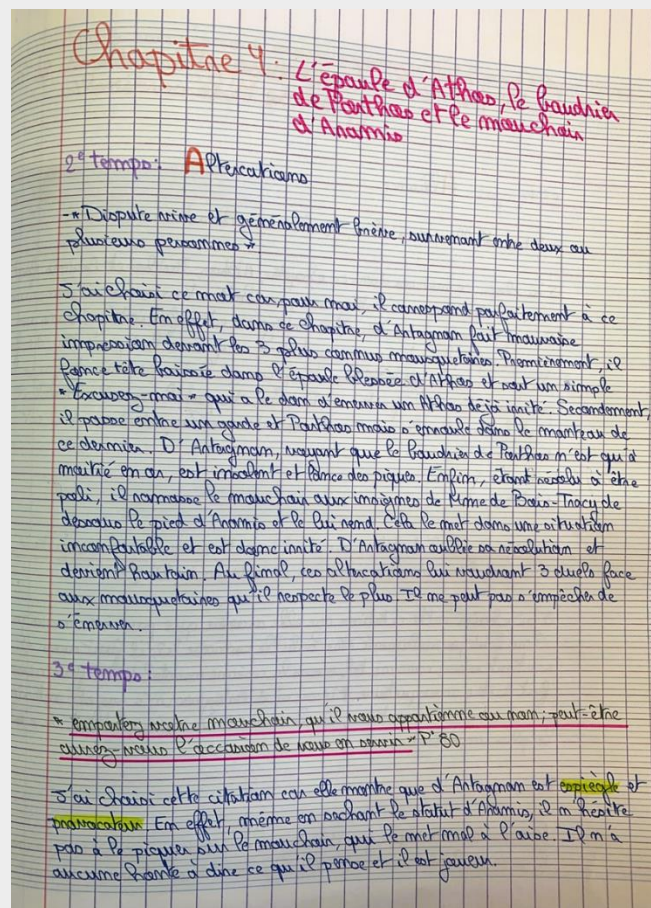 Chapitre 4 : L'épaule d'Athos, le baudrier
de Porthos et le mouchoir
d'Aramis
2e temps : Altercations
-" Dispute vive et généralement brève, survenant entre deux ou
plusieurs personnes "
J'ai choisi ce mot car, pour moi, il correspond parfaitement à ce
chapitre. En effet, dans ce chapitre, d'Artagnan fait mauvaise
impression devant les 3 plus connus mousquetaires. Premièrement, il
fonce tête baissée dans l'épaule blessée d'Athos et vaut un simple
" Excusez-moi " qui a le don d'énerver un Athos déjà irrité. Secondement,
il passe entre un garde et Porthos mais s'enroule dans le manteau de
ce dernier. D'Artagnan, voyant que le baudrier de Porthos n'est qu'à
moitié en or, est insolent et lance des piques. Enfin, étant résolu à être
poli, il ramasse le mouchoir aux insignes de Mme de Bois-Tracy de
dessous le pied d'Aramis et le lui rend. Cela le met dans une situation
inconfortable et est donc irrité. D'Artagnan oublie sa résolution et
devient hautain. Au final, ces altercations lui vaudront 3 duels face
aux mousquetaires qu'il respecte le plus. Il ne peut pas s'empêcher de
s'énerver.
3e temps :
" emportez votre mouchoir, qu'il vous appartienne ou non ; peut-être
aurez-vous l'occasion de vous en servir " P°80
J'ai choisi cette citation car elle montre que d'Artagnan est espiègle et
provocateur. En effet, même en sachant le statut d'Aramis, il n'hésite
pas à le piquer sur le mouchoir, qui le met mal à l'aise. Il n'a
aucune honte à dire ce qu'il pense et il est joueur.